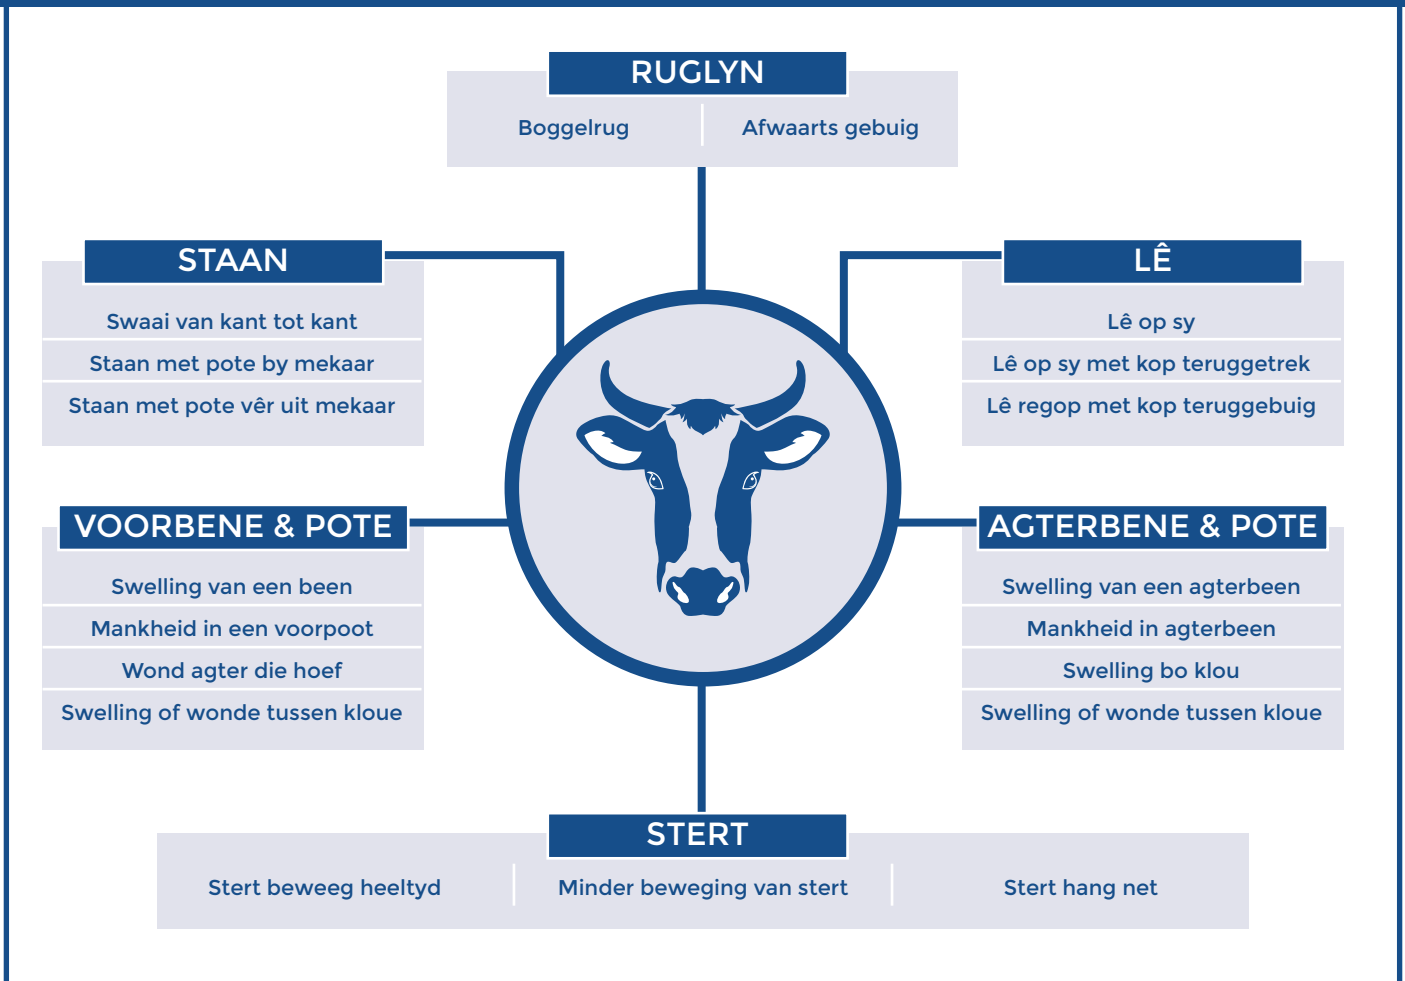 RUGLYN
Boggelrug
Afwaarts gebuig
STAAN
Swaai van kant tot kant
Staan met pote by mekaar
Staan met pote vêr uit mekaar
LÊ
Lê op sy
Lê op sy met kop teruggetrek
Lê regop met kop teruggebuig
VOORBENE & POTE
Swelling van een been
Mankheid in een voorpoot
Wond agter die hoef
Swelling of wonde tussen kloue
AGTERBENE & POTE
Swelling van een agterbeen
Mankheid in agterbeen
Swelling bo klou
Swelling of wonde tussen kloue
STERT
Stert beweeg heeltyd
Minder beweging van stert
Stert hang net